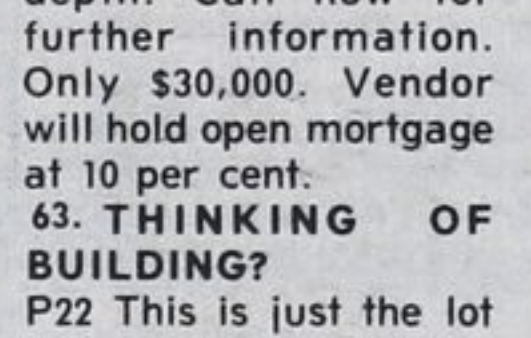 further information.
Only $30,000. Vendor
will hold open mortgage
at 10 per cent.
63. THINKING OF
BUILDING?
P22 This is just the lot